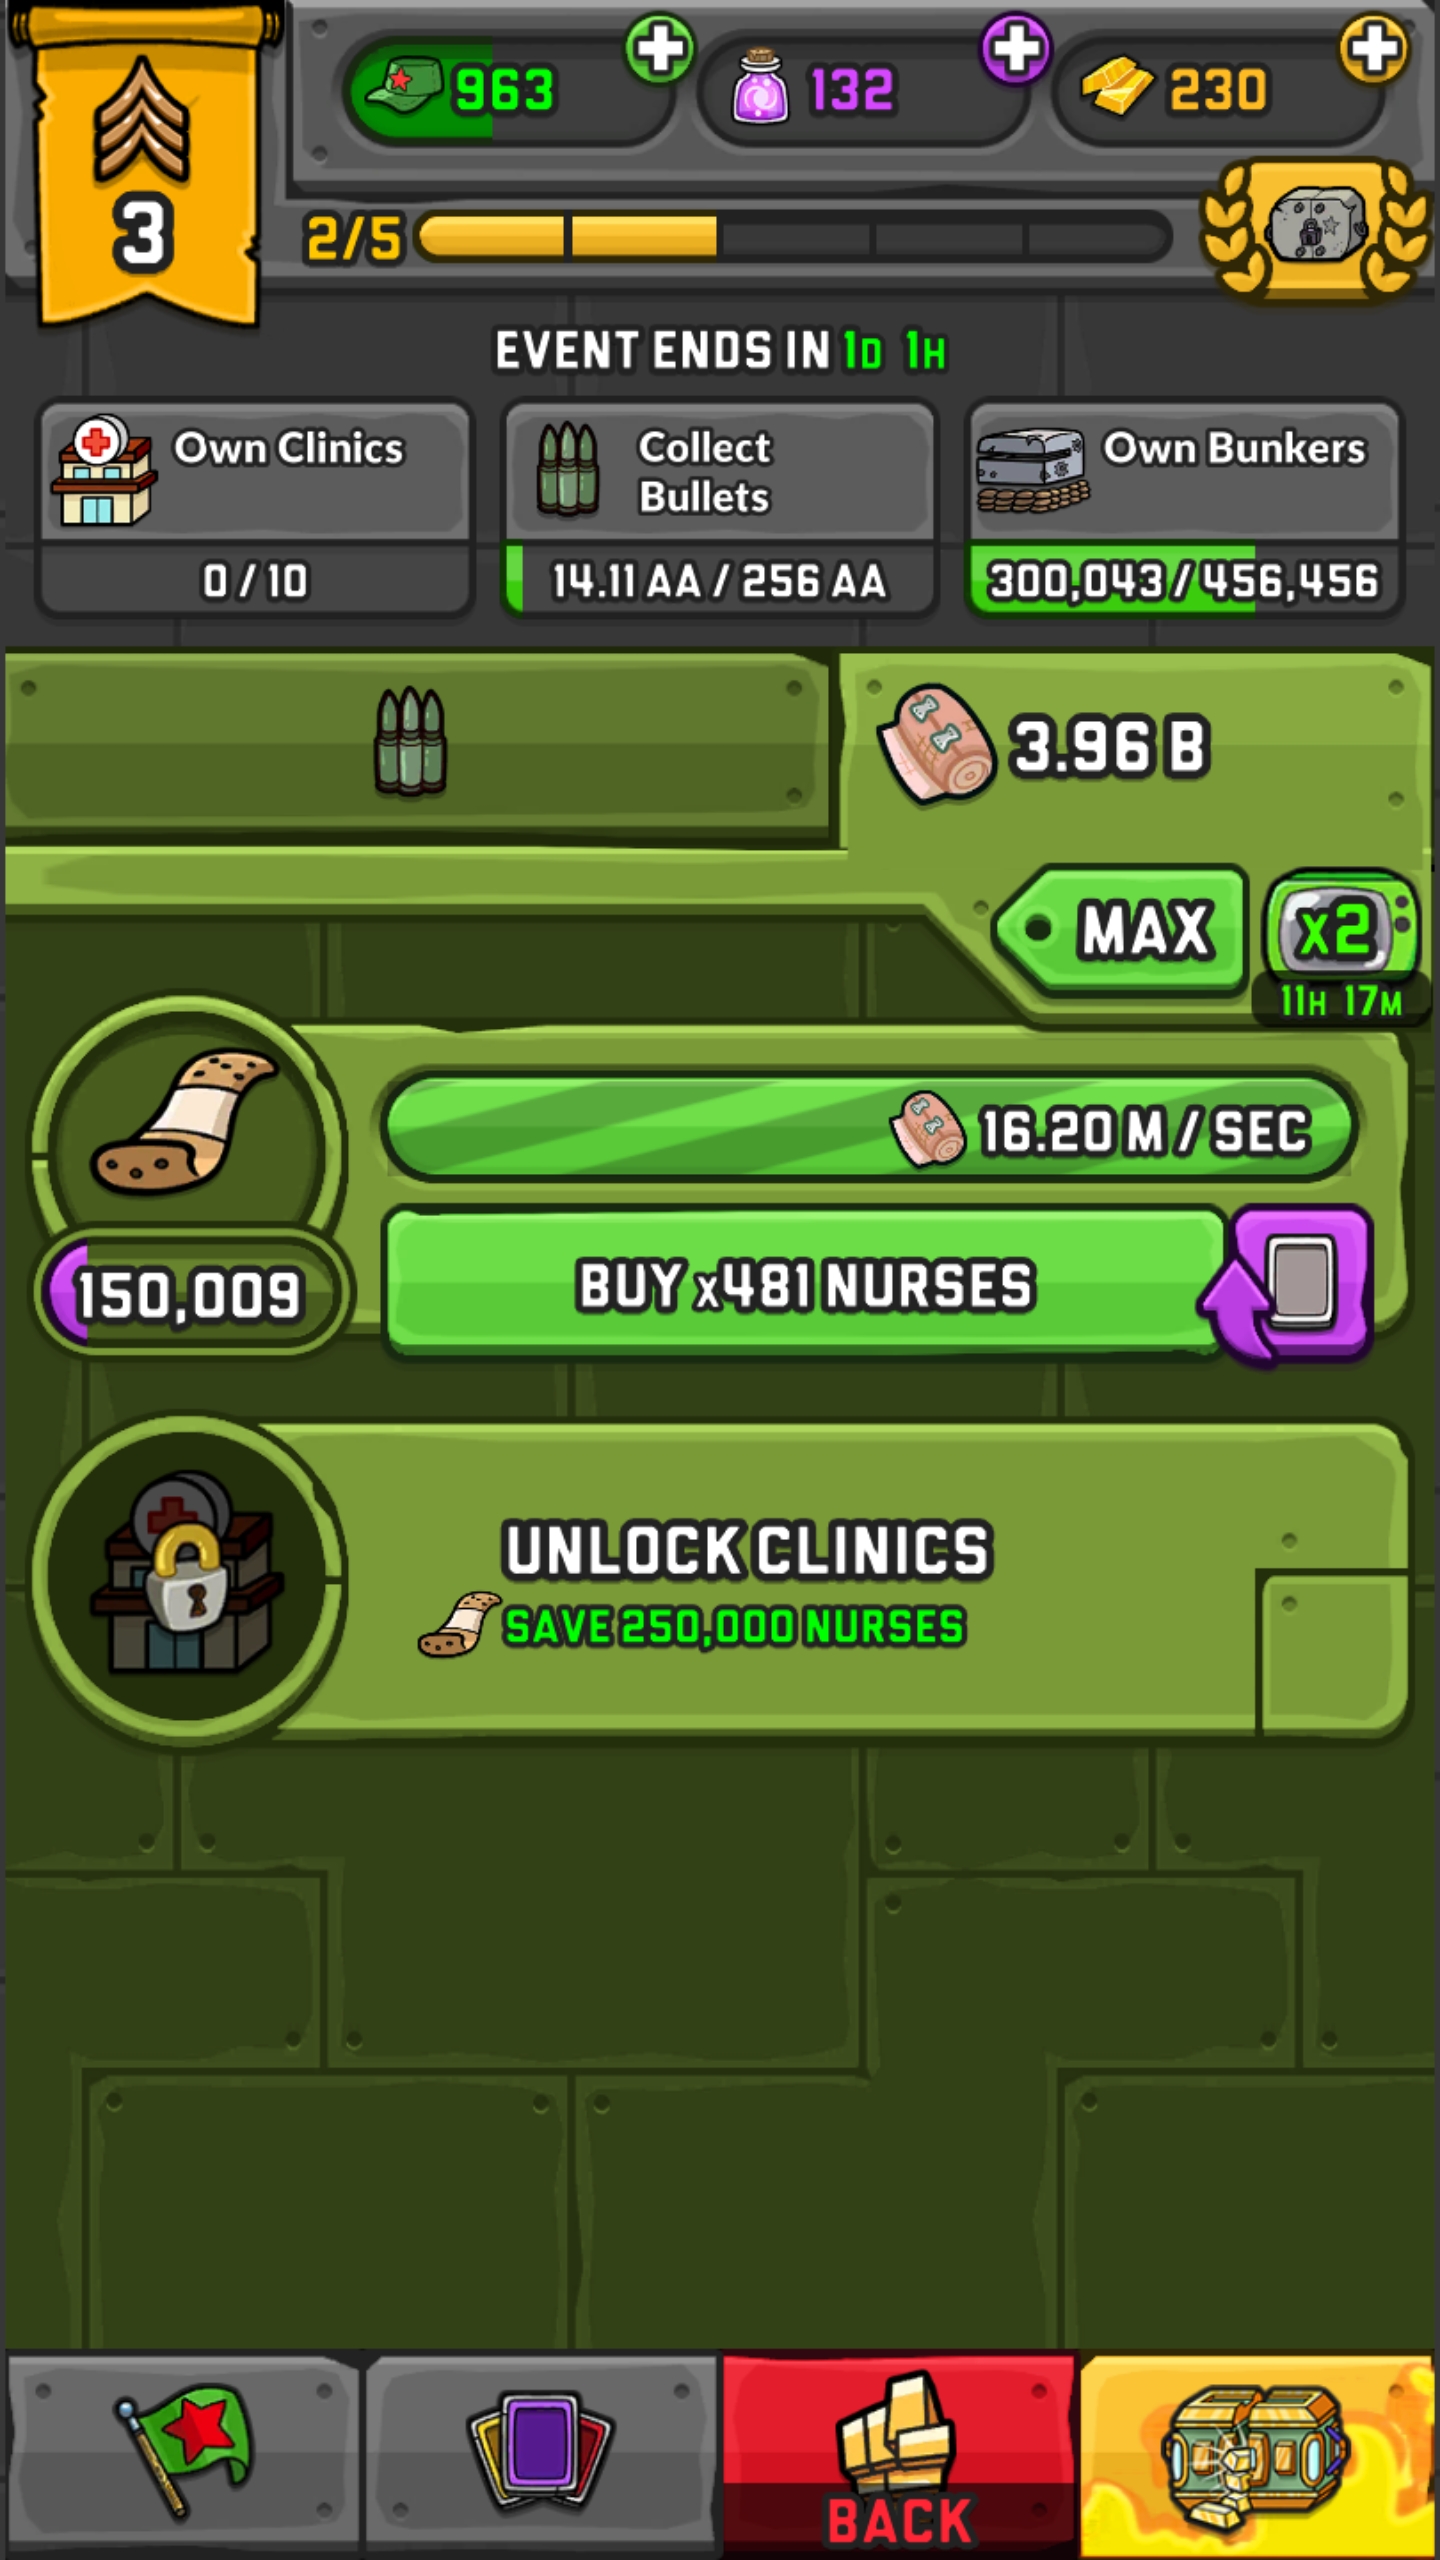 963
132
230
3
2/5
EVENT ENDS IN 1D 1H
Own Clinics
0 / 10
Collect
Bullets
14.11 AA / 256 AA
Own Bunkers
300,043 / 456,456
3.96 B
MAX
x2
11H 17M
16.20 M / SEC
150,009
BUY x481 NURSES
UNLOCK CLINICS
SAVE 250,000 NURSES
BACK